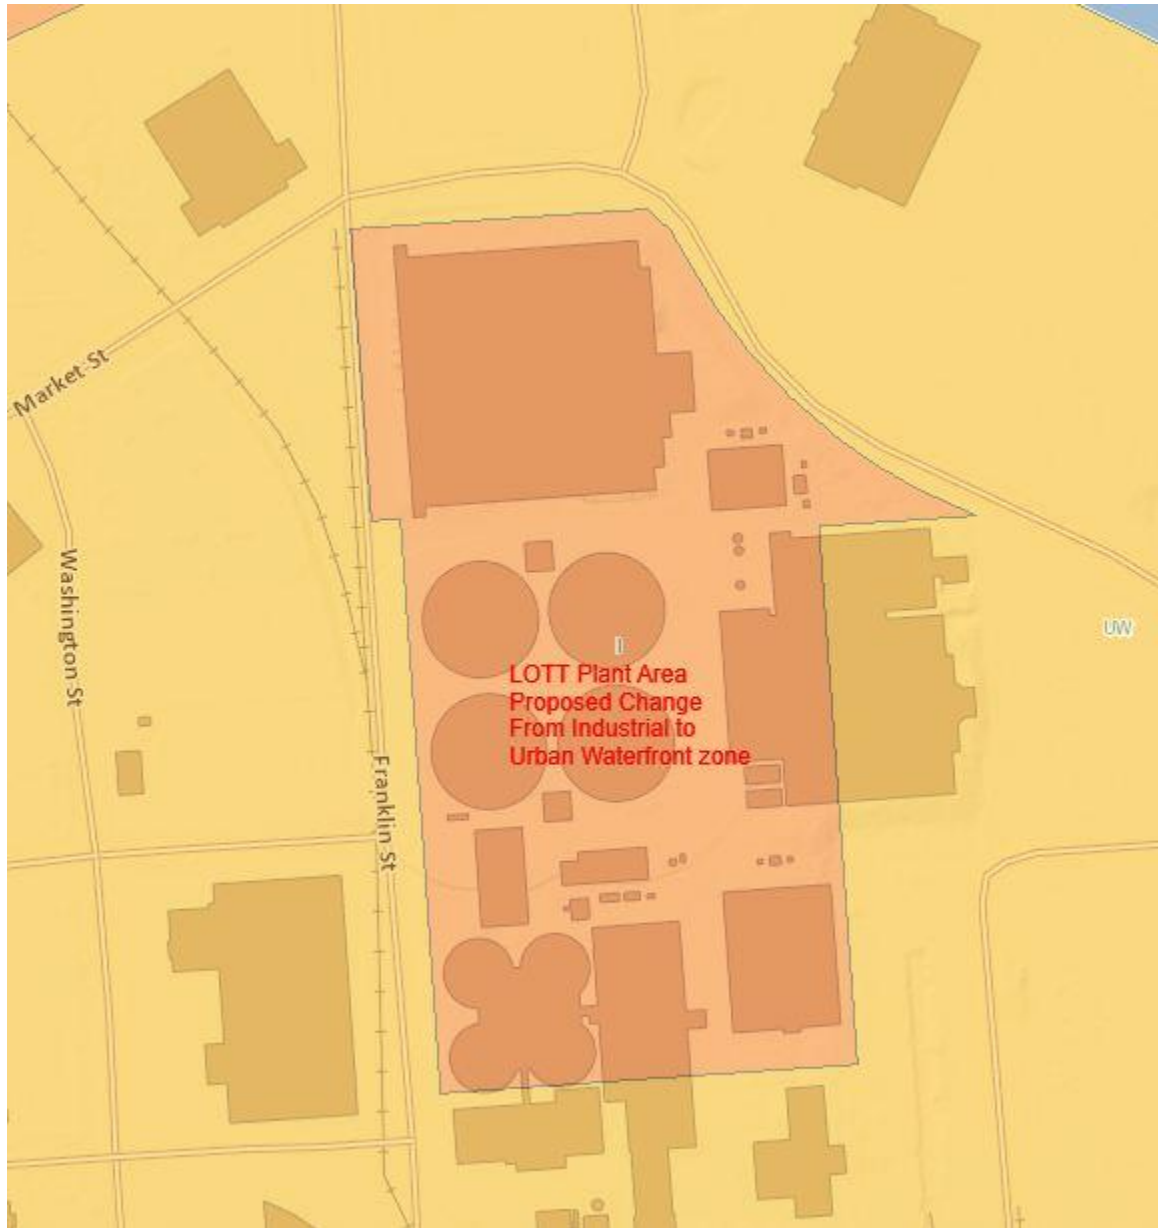 Market St
Washington St
Franklin St
I
LOTT Plant Area
Proposed Change
From Industrial to
Urban Waterfront zone
UW